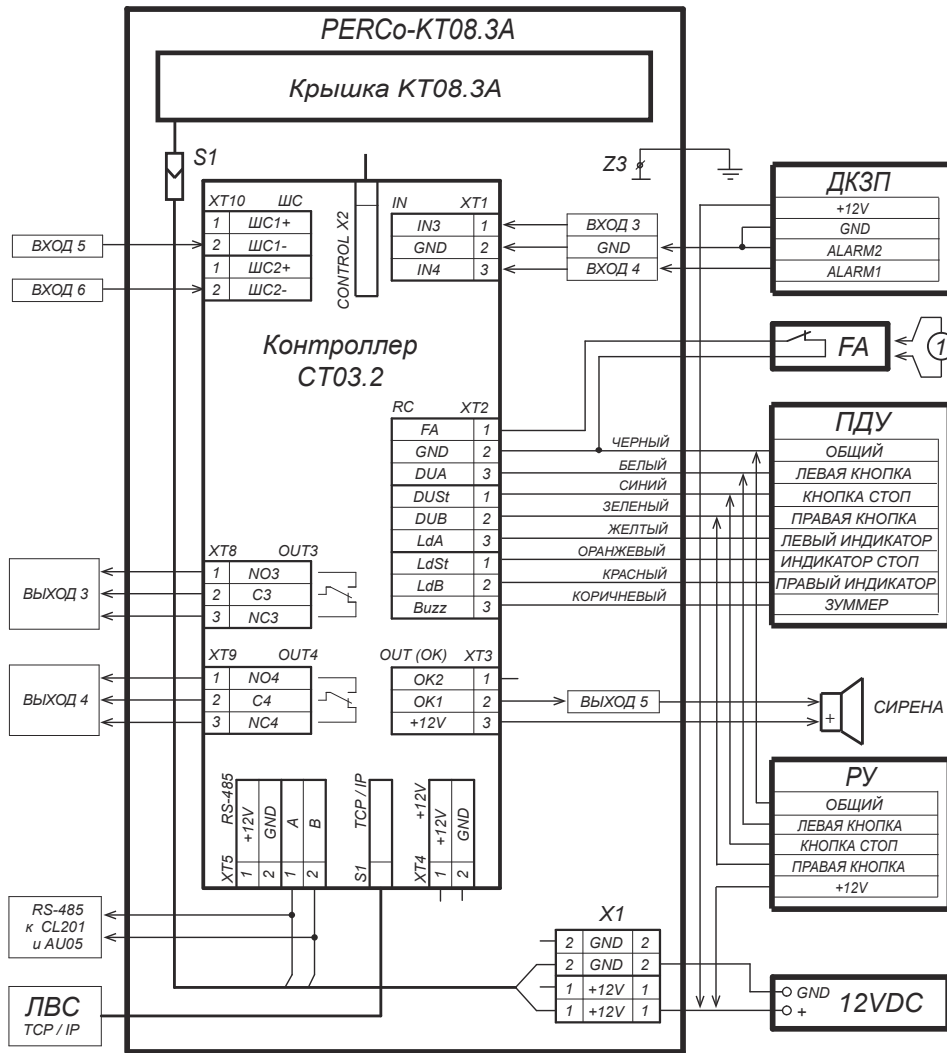 PERCo-KT08.3A
Крышка KT08.3A
S1
Z3
ДКЗП
+12V
GND
ALARM2
ALARM1
XT10 ШС
1 ШС1+
2 ШС1-
1 ШС2+
2 ШС2-
CONTROL X2
IN XT1
IN3 1
GND 2
IN4 3
ВХОД 3
GND
ВХОД 4
ВХОД 5
ВХОД 6
Контроллер
CT03.2
FA
1
RC XT2
FA 1
GND 2
DUA 3
DUSt 1
DUB 2
LdA 3
LdSt 1
LdB 2
Buzz 3
ЧЕРНЫЙ
БЕЛЫЙ
СИНИЙ
ЗЕЛЕНЫЙ
ЖЕЛТЫЙ
ОРАНЖЕВЫЙ
КРАСНЫЙ
КОРИЧНЕВЫЙ
ПДУ
ОБЩИЙ
ЛЕВАЯ КНОПКА
КНОПКА СТОП
ПРАВАЯ КНОПКА
ЛЕВЫЙ ИНДИКАТОР
ИНДИКАТОР СТОП
ПРАВЫЙ ИНДИКАТОР
ЗУММЕР
XT8 OUT3
1 NO3
2 C3
3 NC3
ВЫХОД 3
XT9 OUT4
1 NO4
2 C4
3 NC4
ВЫХОД 4
OUT (OK) XT3
OK2 1
OK1 2
+12V 3
ВЫХОД 5
+
СИРЕНА
РУ
ОБЩИЙ
ЛЕВАЯ КНОПКА
КНОПКА СТОП
ПРАВАЯ КНОПКА
+12V
XT5 RS-485
1 +12V
2 GND
1 A
2 B
S1 TCP / IP
XT4 +12V
1 +12V
2 GND
RS-485
к CL201
и AU05
ЛВС
TCP / IP
X1
2 GND 2
2 GND 2
1 +12V 1
1 +12V 1
GND
+
12VDC